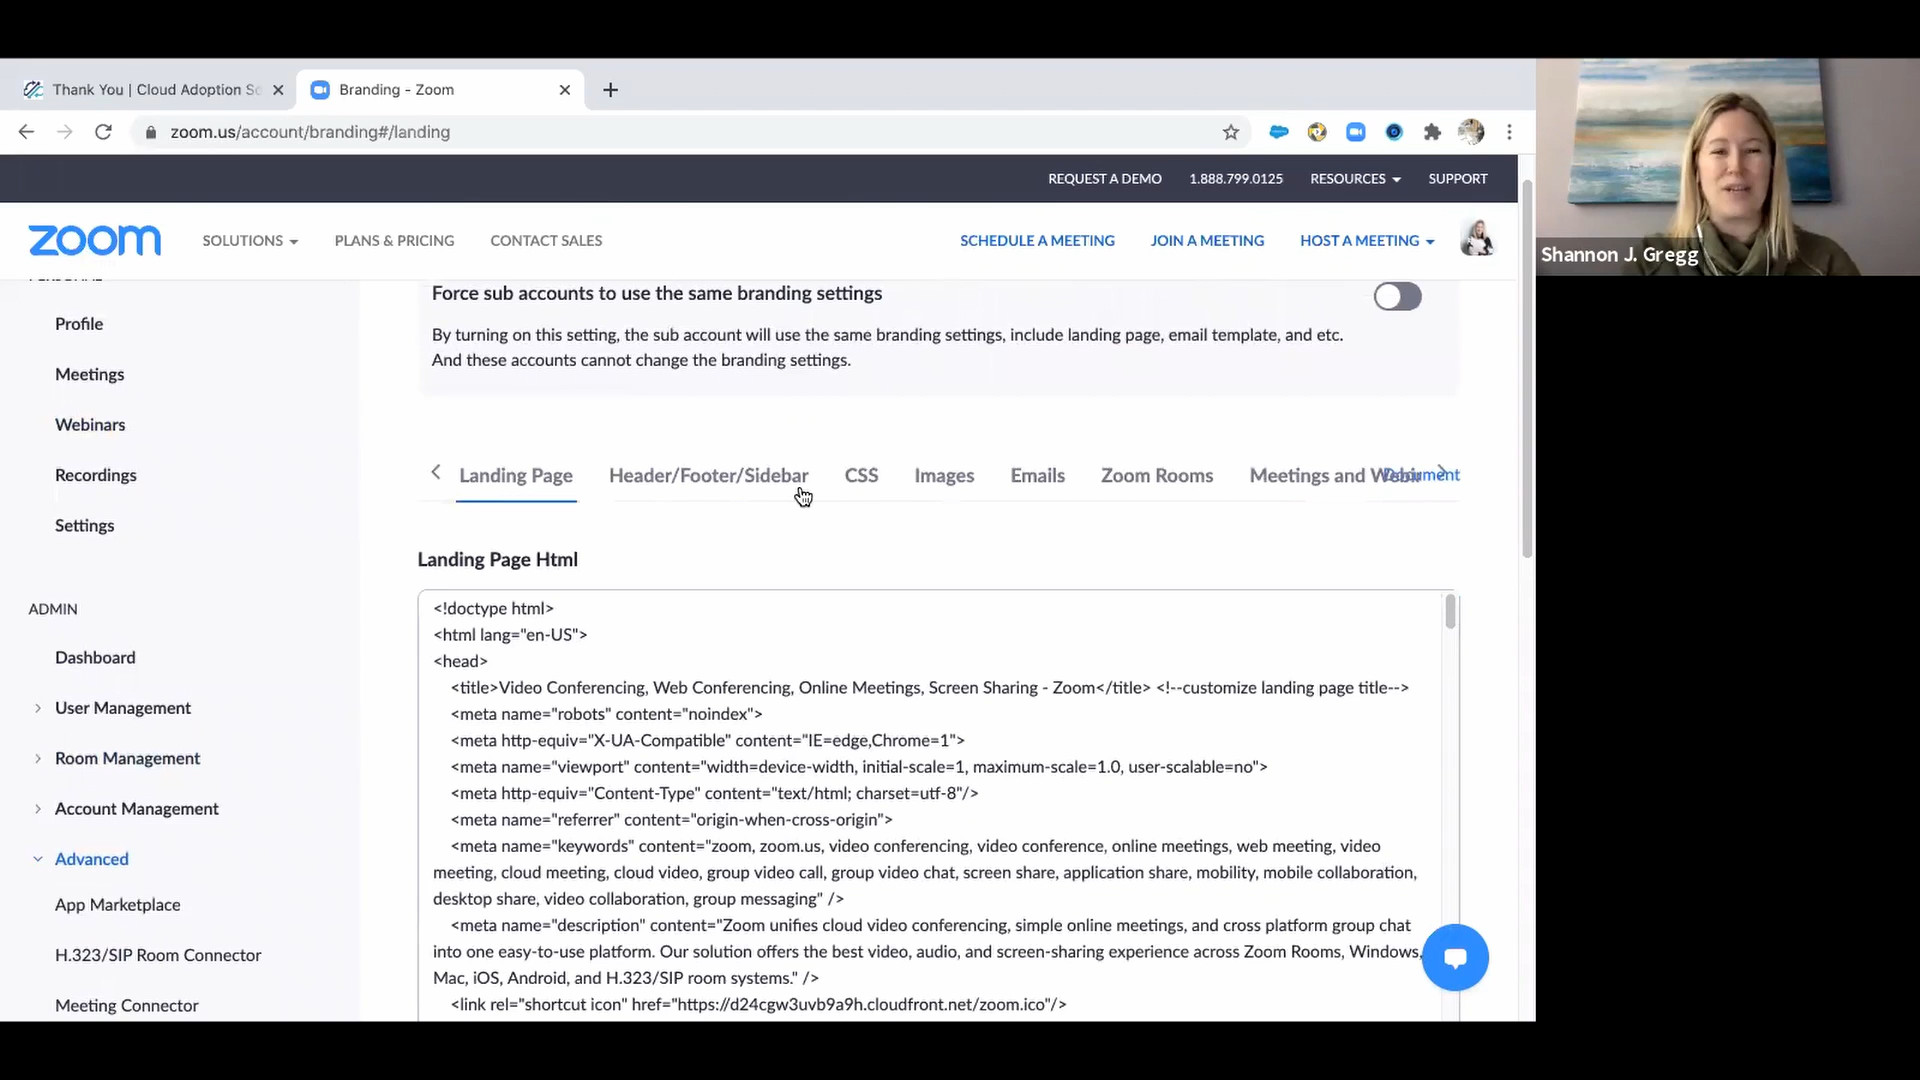 Thank You | Cloud Adoption So
Branding - Zoom
zoom.us/account/branding#/landing
REQUEST A DEMO
1.888.799.0125
RESOURCES
SUPPORT
zoom
SOLUTIONS
PLANS & PRICING
CONTACT SALES
SCHEDULE A MEETING
JOIN A MEETING
HOST A MEETING
Shannon J. Gregg
PERSONAL
Profile
Meetings
Webinars
Recordings
Settings
ADMIN
Dashboard
User Management
Room Management
Account Management
Advanced
App Marketplace
H.323/SIP Room Connector
Meeting Connector
Force sub accounts to use the same branding settings
By turning on this setting, the sub account will use the same branding settings, include landing page, email template, and etc.
And these accounts cannot change the branding settings.
Landing Page
Header/Footer/Sidebar
CSS
Images
Emails
Zoom Rooms
Meetings and Webi
Document
Landing Page Html
<!doctype html>
<html lang="en-US">
<head>
<title>Video Conferencing, Web Conferencing, Online Meetings, Screen Sharing - Zoom</title> <!--customize landing page title-->
<meta name="robots" content="noindex">
<meta http-equiv="X-UA-Compatible" content="IE=edge,Chrome=1">
<meta name="viewport" content="width=device-width, initial-scale=1, maximum-scale=1.0, user-scalable=no">
<meta http-equiv="Content-Type" content="text/html; charset=utf-8"/>
<meta name="referrer" content="origin-when-cross-origin">
<meta name="keywords" content="zoom, zoom.us, video conferencing, video conference, online meetings, web meeting, video
meeting, cloud meeting, cloud video, group video call, group video chat, screen share, application share, mobility, mobile collaboration,
desktop share, video collaboration, group messaging" />
<meta name="description" content="Zoom unifies cloud video conferencing, simple online meetings, and cross platform group chat
into one easy-to-use platform. Our solution offers the best video, audio, and screen-sharing experience across Zoom Rooms, Windows,
Mac, iOS, Android, and H.323/SIP room systems." />
<link rel="shortcut icon" href="https://d24cgw3uvb9a9h.cloudfront.net/zoom.ico"/>